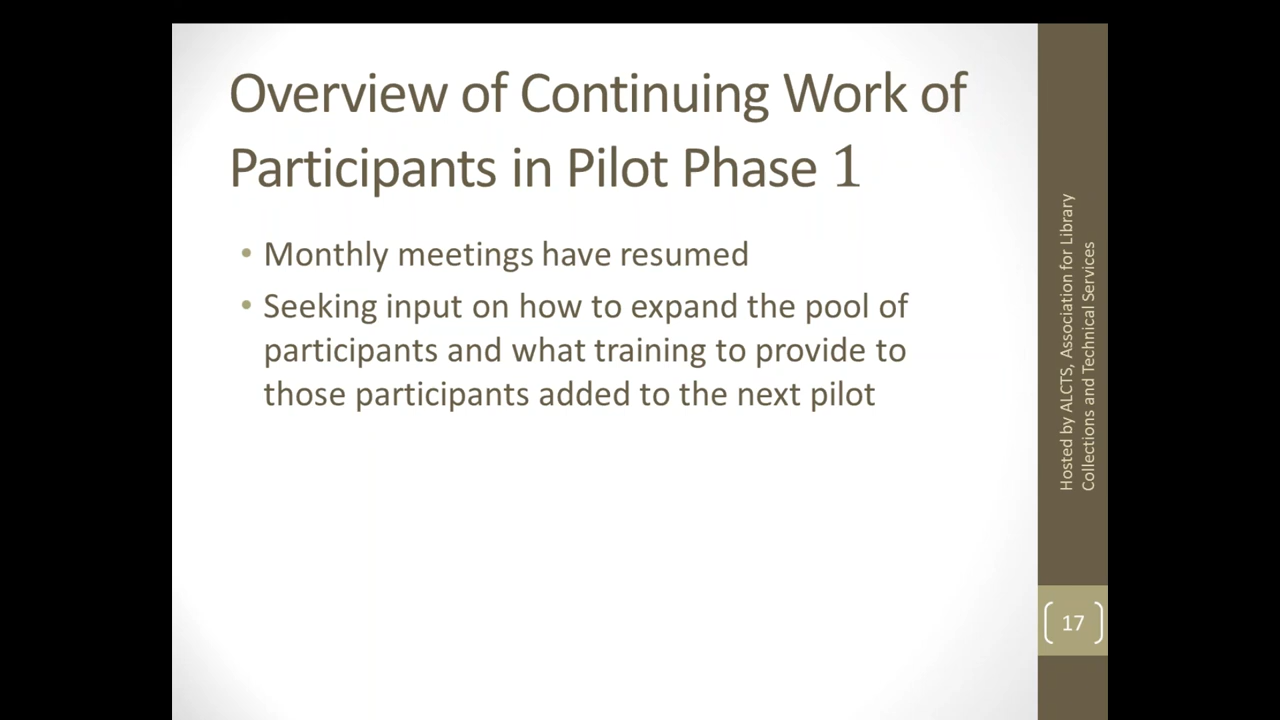 Overview of Continuing Work of
Participants in Pilot Phase 1
• Monthly meetings have resumed
• Seeking input on how to expand the pool of
participants and what training to provide to
those participants added to the next pilot
Hosted by ALCTS, Association for Library
Collections and Technical Services
17